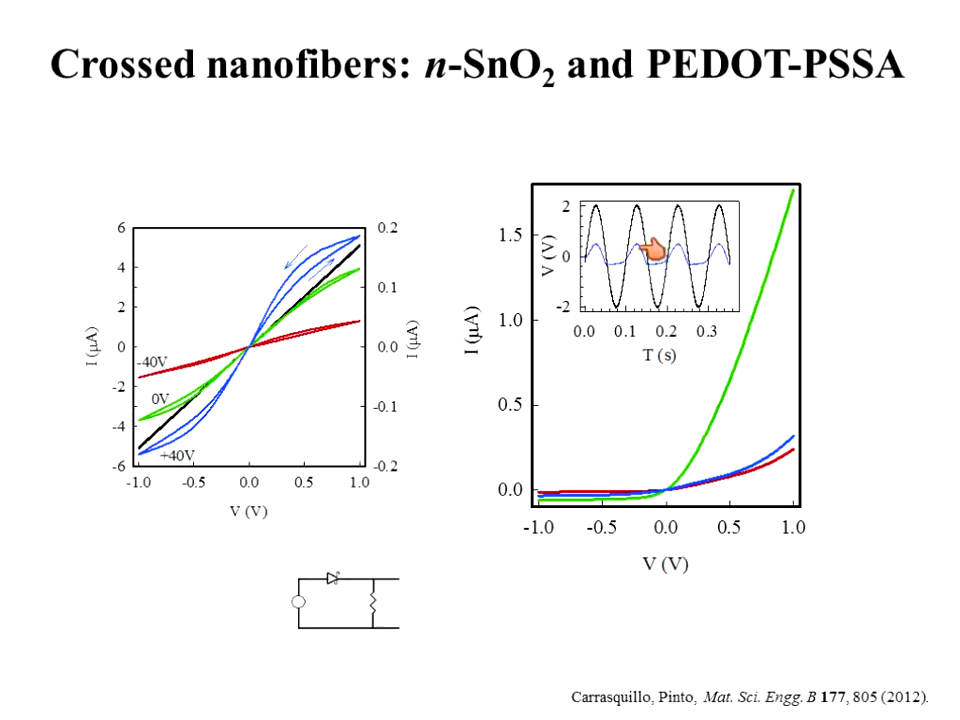 Crossed nanofibers: n-SnO₂ and PEDOT-PSSA
6
4
2
0
-2
-4
-6
I (µA)
-40V
0V
+40V
0.2
0.1
0.0
-0.1
-0.2
I (µA)
-1.0 -0.5 0.0 0.5 1.0
V (V)
1.5
1.0
0.5
0.0
I (µA)
2
0
-2
V (V)
0.0 0.1 0.2 0.3
T (s)
-1.0 -0.5 0.0 0.5 1.0
V (V)
Carrasquillo, Pinto, Mat. Sci. Engg. B 177, 805 (2012).